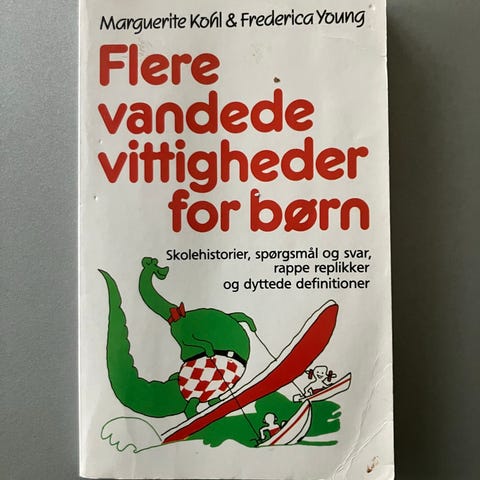 Marguerite Kohl & Frederica Young
Flere
vandede
vittigheder
for børn
Skolehistorier, spørgsmål og svar,
rappe replikker
og dyttede definitioner